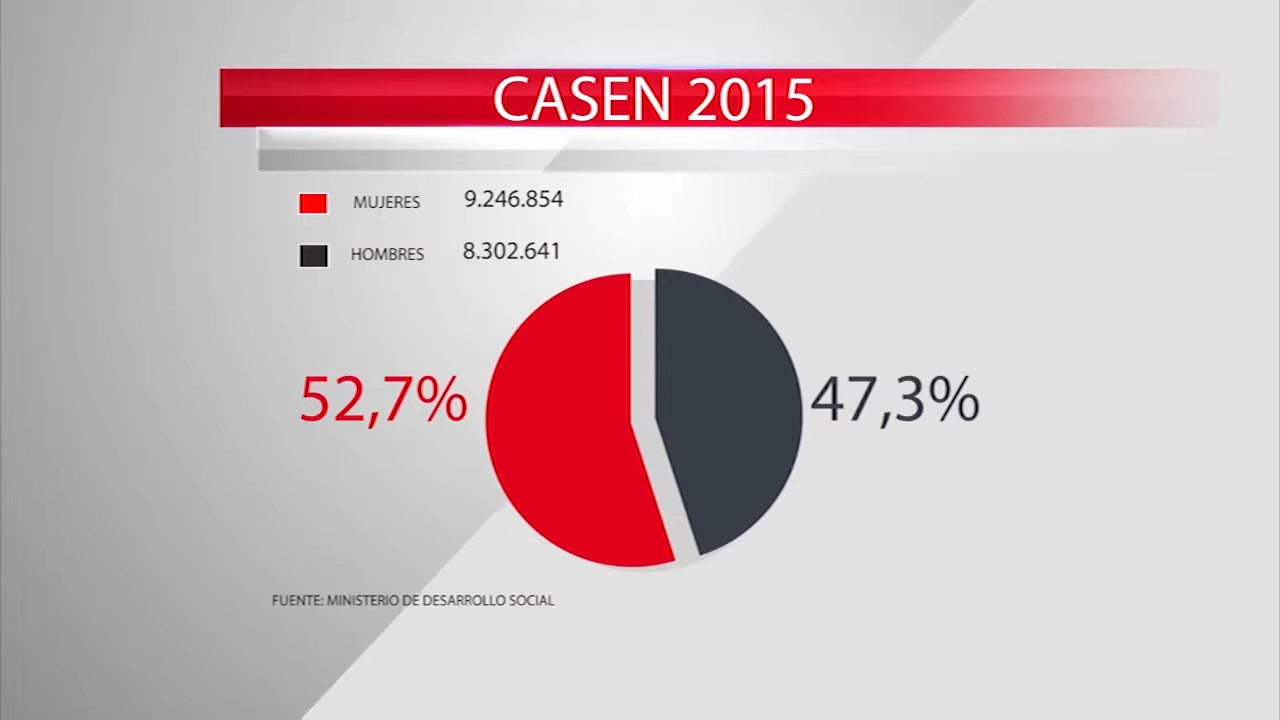 CASEN 2015
MUJERES 9.246.854
HOMBRES 8.302.641
52,7% 47,3%
FUENTE: MINISTERIO DE DESARROLLO SOCIAL